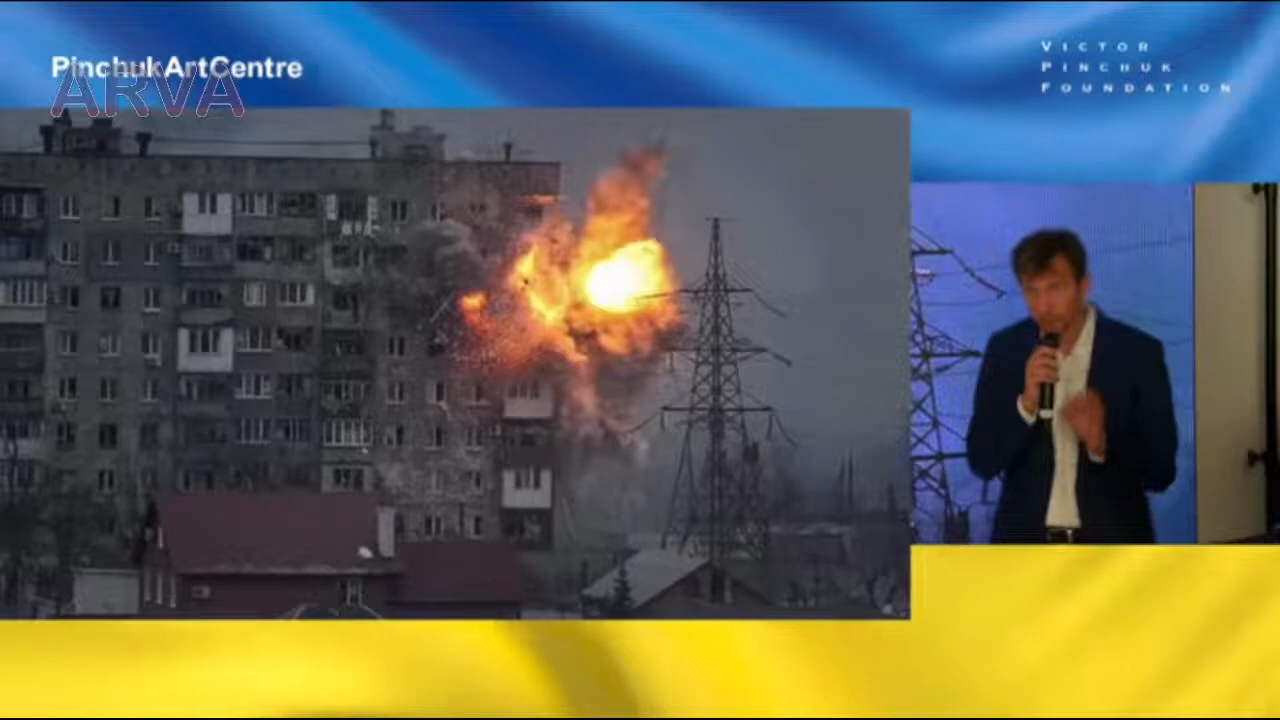 PinchukArtCentre
ARVA
VICTOR
PINCHUK
FOUNDATION